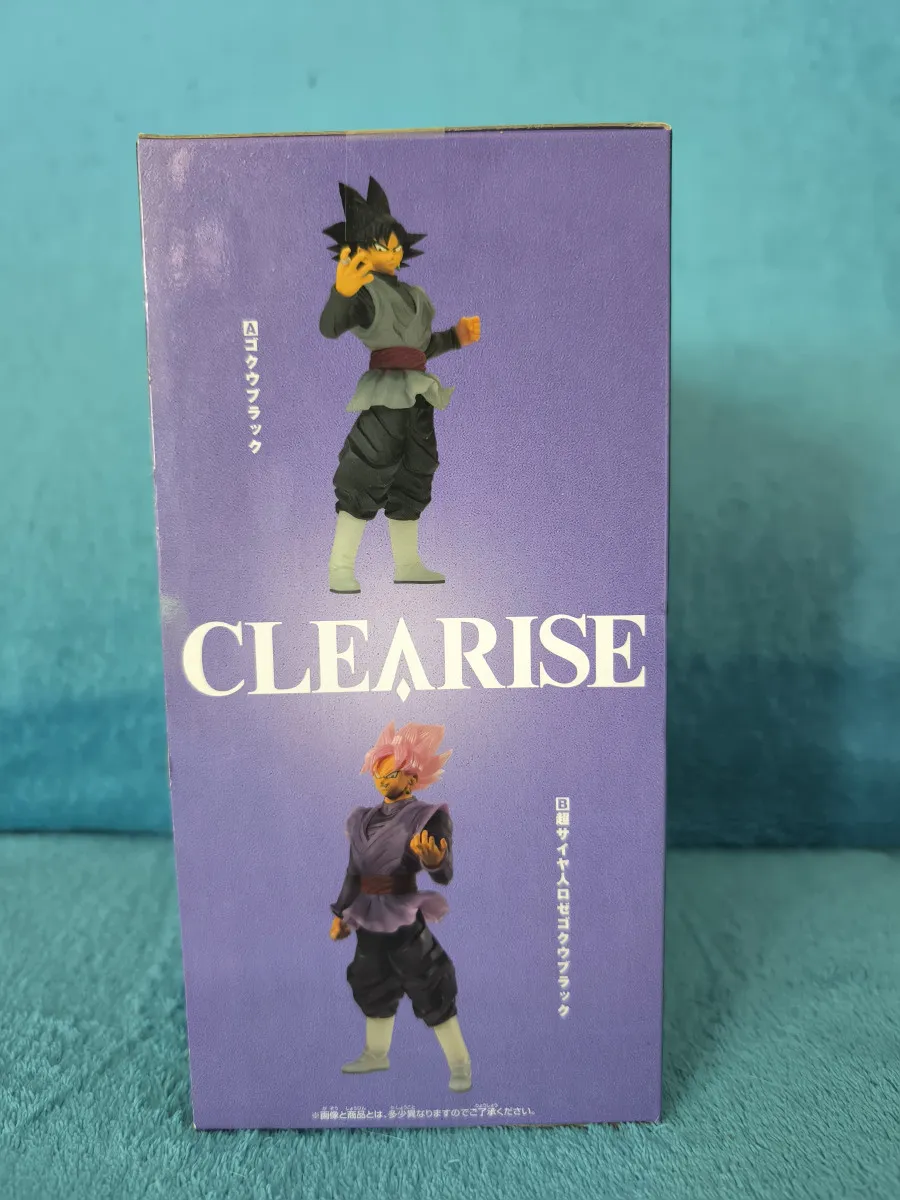 Aゴクウブラック
CLEARISE
B超サイヤ人ロゼゴクウブラック
※画像と商品とは、多少異なりますのでご了承ください。